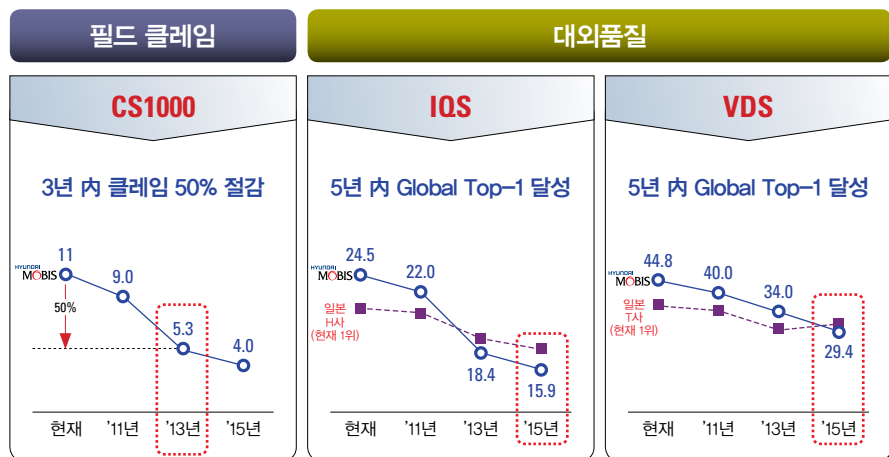 필드 클레임
대외품질
CS1000
3년 內 클레임 50% 절감
HYUNDAI
MOBIS
11
9.0
5.3
4.0
50%
현재 '11년 '13년 '15년
IQS
5년 內 Global Top-1 달성
HYUNDAI
MOBIS
24.5
22.0
18.4
15.9
일본
H사
(현재 1위)
현재 '11년 '13년 '15년
VDS
5년 內 Global Top-1 달성
HYUNDAI
MOBIS
44.8
40.0
34.0
29.4
일본
T사
(현재 1위)
현재 '11년 '13년 '15년